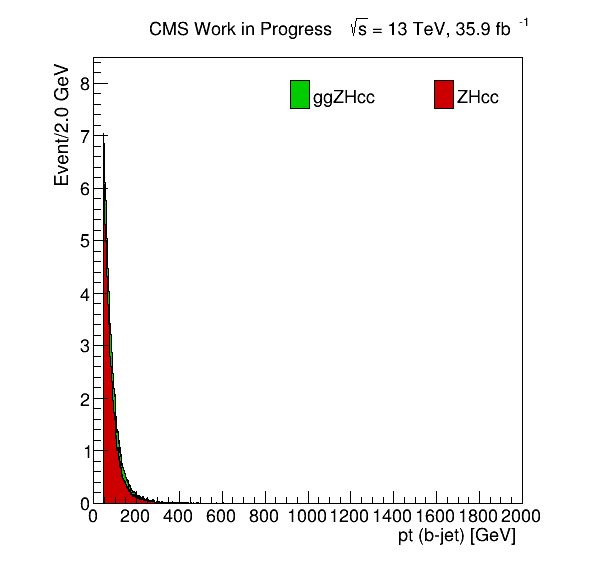 CMS Work in Progress √s = 13 TeV, 35.9 fb -1
Event/2.0 GeV
ggZHcc ZHcc
8
7
6
5
4
3
2
1
0
0 200 400 600 800 1000 1200 1400 1600 1800 2000
pt (b-jet) [GeV]